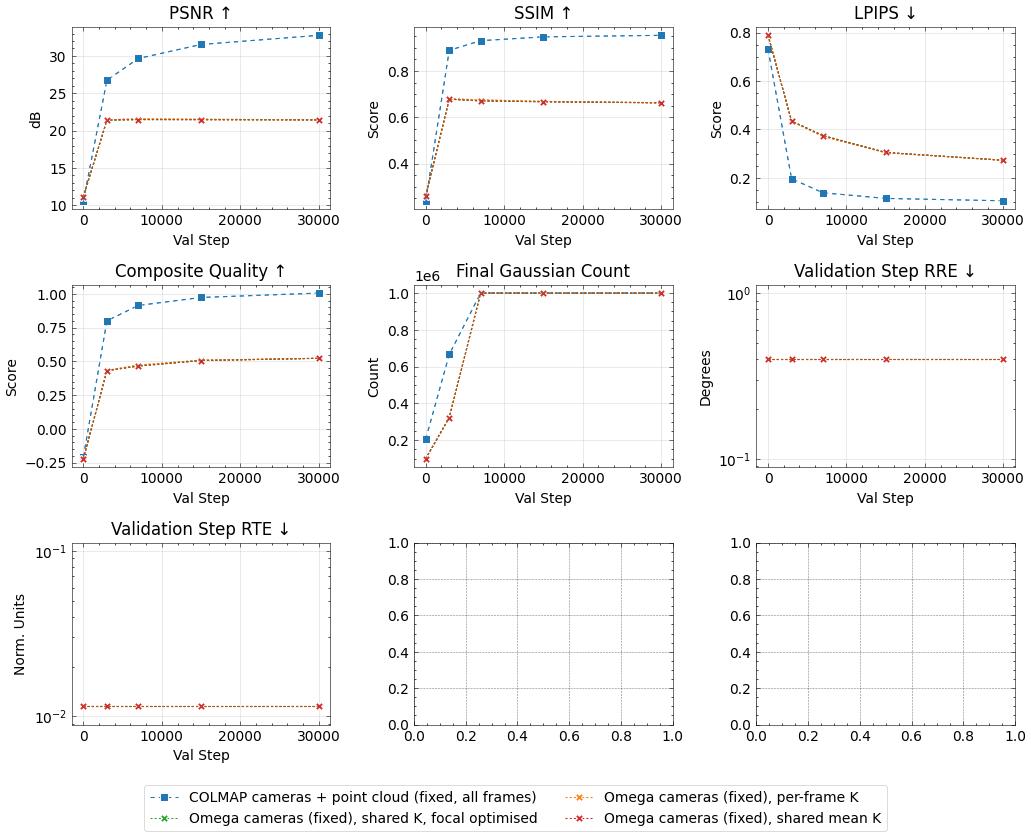 PSNR ↑
SSIM ↑
LPIPS ↓
30
25
20
15
10
dB
0.8
0.6
0.4
Score
0.8
0.6
0.4
0.2
Score
0 10000 20000 30000
0 10000 20000 30000
0 10000 20000 30000
Val Step
Val Step
Val Step
Composite Quality ↑
1e6 Final Gaussian Count
Validation Step RRE ↓
1.00
0.75
0.50
0.25
0.00
−0.25
Score
1.0
0.8
0.6
0.4
0.2
Count
10⁰
10⁻¹
Degrees
0 10000 20000 30000
0 10000 20000 30000
0 10000 20000 30000
Val Step
Val Step
Val Step
Validation Step RTE ↓
10⁻¹
10⁻²
Norm. Units
1.0
0.8
0.6
0.4
0.2
0.0
1.0
0.8
0.6
0.4
0.2
0.0
0 10000 20000 30000
0.0 0.2 0.4 0.6 0.8 1.0
0.0 0.2 0.4 0.6 0.8 1.0
Val Step
COLMAP cameras + point cloud (fixed, all frames)
Omega cameras (fixed), per-frame K
Omega cameras (fixed), shared K, focal optimised
Omega cameras (fixed), shared mean K